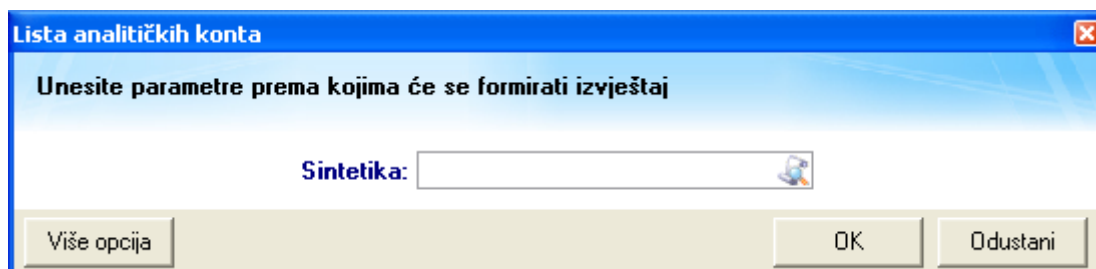 Lista analitičkih konta
Unesite parametre prema kojima će se formirati izvještaj
Sintetika:
Više opcija OK Odustani